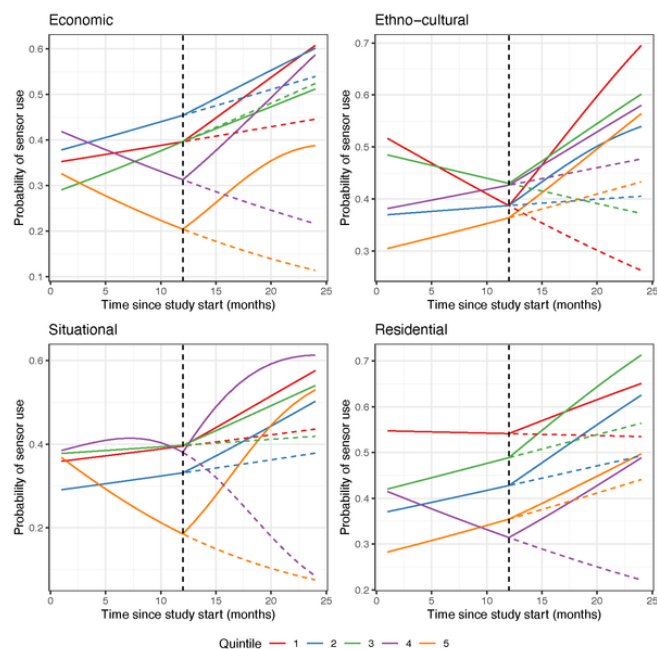 Economic
Ethno-cultural
Probability of sensor use
0.6
0.5
0.4
0.3
0.2
0.1
0 5 10 15 20 25
Time since study start (months)
Probability of sensor use
0.7
0.6
0.5
0.4
0.3
0 5 10 15 20 25
Time since study start (months)
Situational
Residential
Probability of sensor use
0.6
0.4
0.2
0 5 10 15 20 25
Time since study start (months)
Probability of sensor use
0.7
0.6
0.5
0.4
0.3
0.2
0 5 10 15 20 25
Time since study start (months)
Quintile 1 2 3 4 5